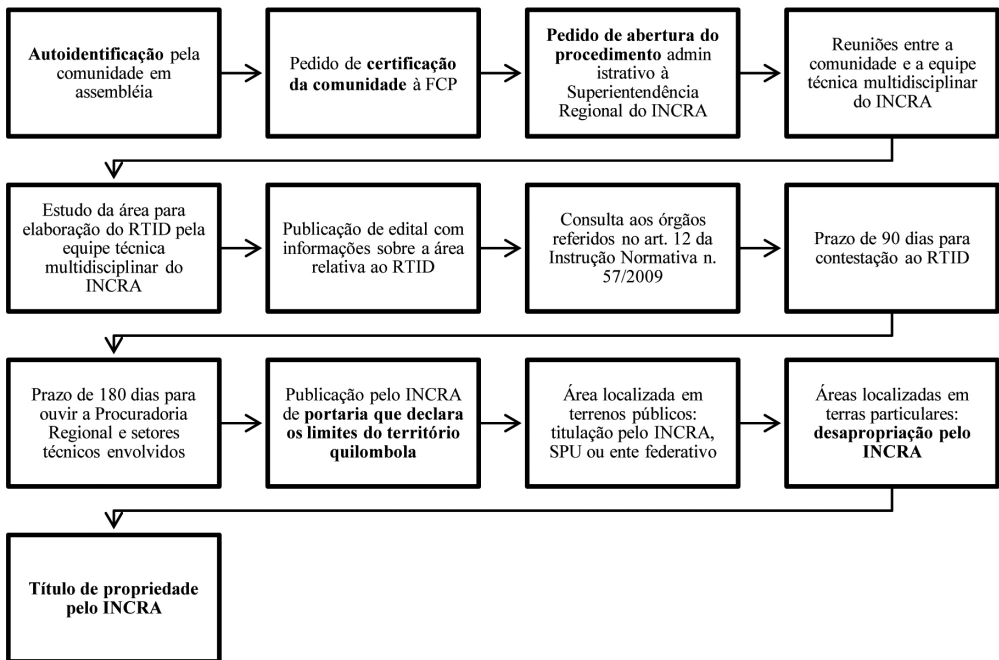 Autoidentificação pela
comunidade em
assembléia
Pedido de certificação
da comunidade à FCP
Pedido de abertura do
procedimento admin
istrativo à
Superientendência
Regional do INCRA
Reuniões entre a
comunidade e a equipe
técnica multidisciplinar
do INCRA
Estudo da área para
elaboração do RTID pela
equipe técnica
multidisciplinar do
INCRA
Publicação de edital com
informações sobre a área
relativa ao RTID
Consulta aos órgãos
referidos no art. 12 da
Instrução Normativa n.
57/2009
Prazo de 90 dias para
contestação ao RTID
Prazo de 180 dias para
ouvir a Procuradoria
Regional e setores
técnicos envolvidos
Publicação pelo INCRA
de portaria que declara
os limites do território
quilombola
Área localizada em
terrenos públicos:
titulação pelo INCRA,
SPU ou ente federativo
Áreas localizadas em
terras particulares:
desapropriação pelo
INCRA
Título de propriedade
pelo INCRA